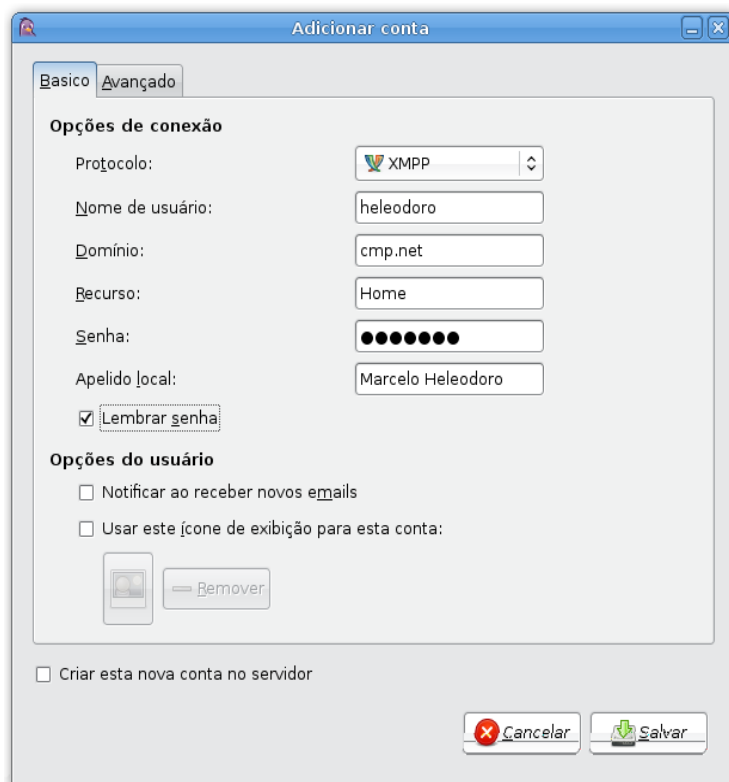 Adicionar conta
Basico Avançado
Opções de conexão
Protocolo: XMPP
Nome de usuário: heleodoro
Domínio: cmp.net
Recurso: Home
Senha: ●●●●●●●
Apelido local: Marcelo Heleodoro
Lembrar senha
Opções do usuário
Notificar ao receber novos emails
Usar este ícone de exibição para esta conta:
Remover
Criar esta nova conta no servidor
Cancelar Salvar